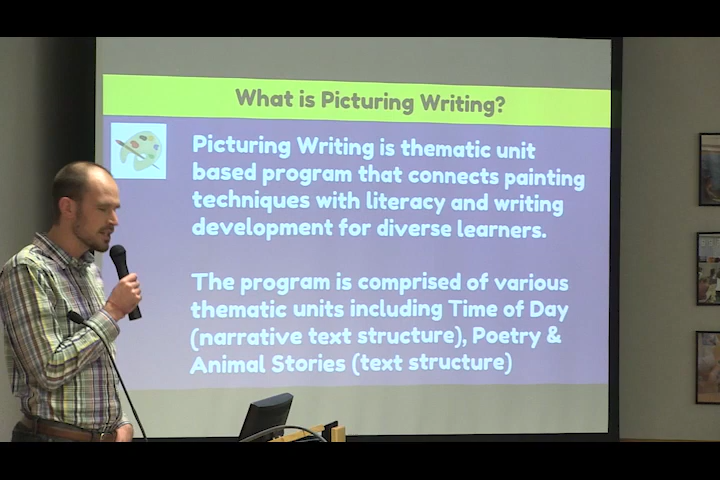 What is Picturing Writing?
Picturing Writing is thematic unit
based program that connects painting
techniques with literacy and writing
development for diverse learners.
The program is comprised of various
thematic units including Time of Day
(narrative text structure), Poetry &
Animal Stories (text structure)